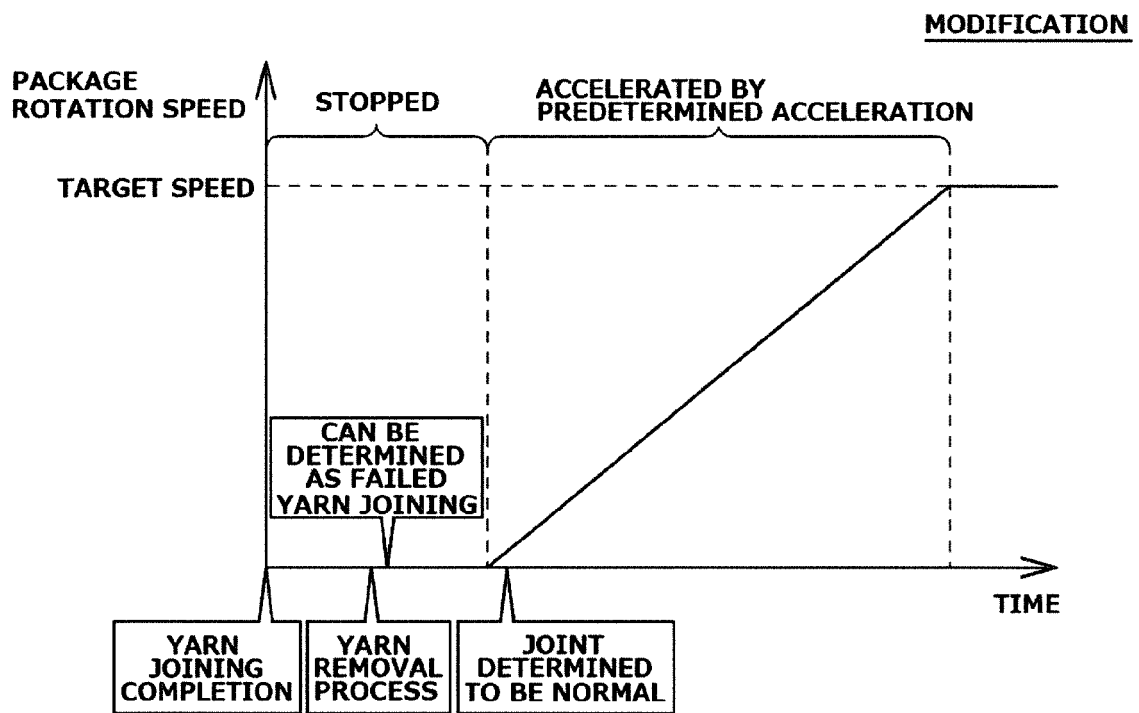 MODIFICATION
PACKAGE
ROTATION SPEED
STOPPED
ACCELERATED BY
PREDETERMINED ACCELERATION
TARGET SPEED
CAN BE
DETERMINED
AS FAILED
YARN JOINING
TIME
YARN
JOINING
COMPLETION
YARN
REMOVAL
PROCESS
JOINT
DETERMINED
TO BE NORMAL